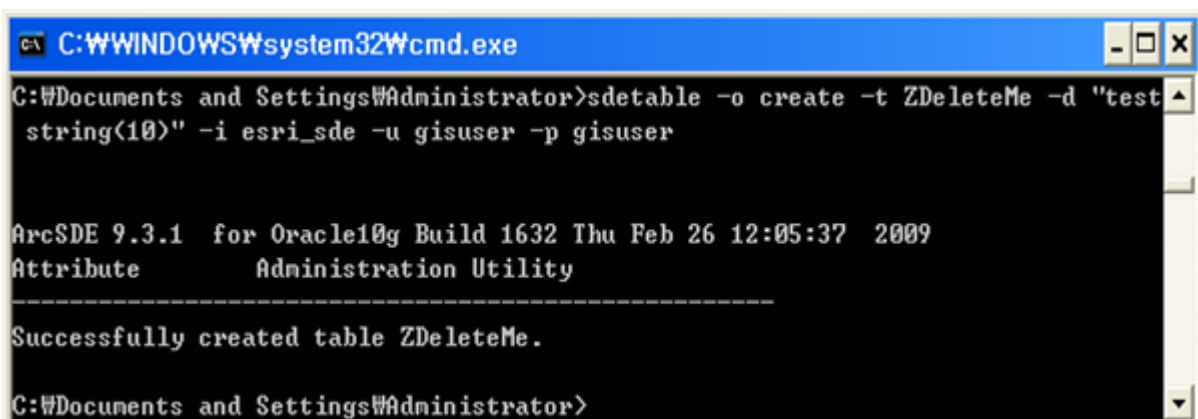 C:₩WINDOWS₩system32₩cmd.exe
C:₩Documents and Settings₩Administrator>sdetable -o create -t ZDeleteMe -d "test
string(10)" -i esri_sde -u gisuser -p gisuser
ArcSDE 9.3.1  for Oracle10g Build 1632 Thu Feb 26 12:05:37  2009
Attribute        Administration Utility
-----------------------------------------------------
Successfully created table ZDeleteMe.
C:₩Documents and Settings₩Administrator>